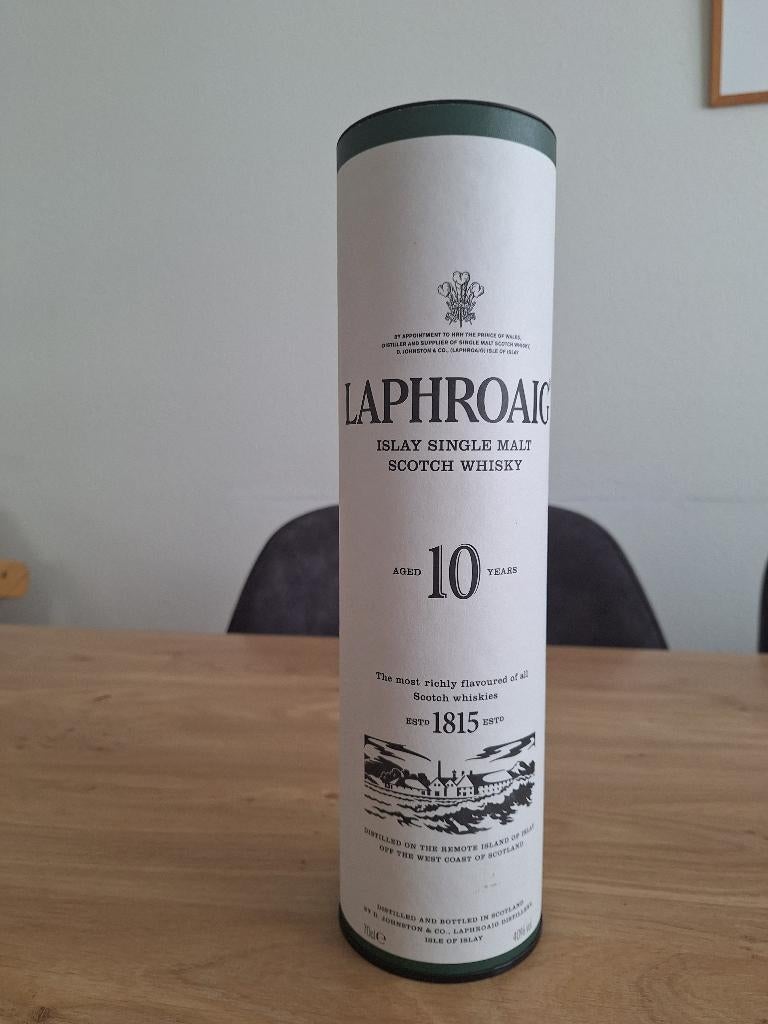 BY APPOINTMENT TO HRH THE PRINCE OF WALES,
DISTILLER AND SUPPLIER OF SINGLE MALT SCOTCH WHISKY,
D. JOHNSTON & CO., (LAPHROAIG) ISLE OF ISLAY
LAPHROAIG®
ISLAY SINGLE MALT
SCOTCH WHISKY
AGED 10 YEARS
The most richly flavoured of all
Scotch whiskies
ESTD 1815 ESTD
DISTILLED ON THE REMOTE ISLAND OF ISLAY
OFF THE WEST COAST OF SCOTLAND
DISTILLED AND BOTTLED IN SCOTLAND
BY D. JOHNSTON & CO., LAPHROAIG DISTILLERY,
ISLE OF ISLAY
70cl ℮ 40% vol